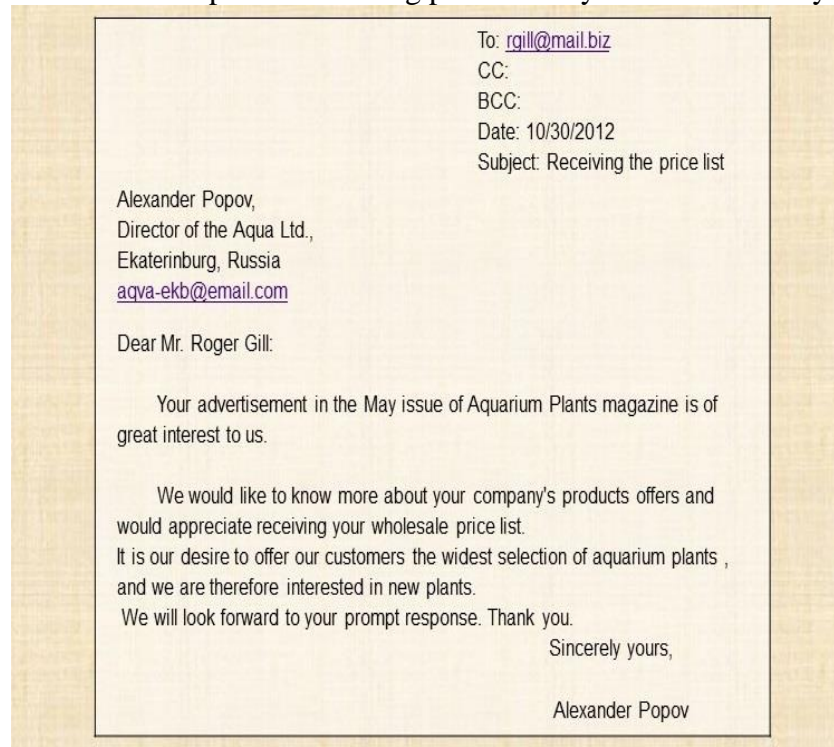 To: rgill@mail.biz
CC:
BCC:
Date: 10/30/2012
Subject: Receiving the price list
Alexander Popov,
Director of the Aqua Ltd.,
Ekaterinburg, Russia
aqva-ekb@email.com
Dear Mr. Roger Gill:
Your advertisement in the May issue of Aquarium Plants magazine is of
great interest to us.
We would like to know more about your company's products offers and
would appreciate receiving your wholesale price list.
It is our desire to offer our customers the widest selection of aquarium plants ,
and we are therefore interested in new plants.
We will look forward to your prompt response. Thank you.
Sincerely yours,
Alexander Popov